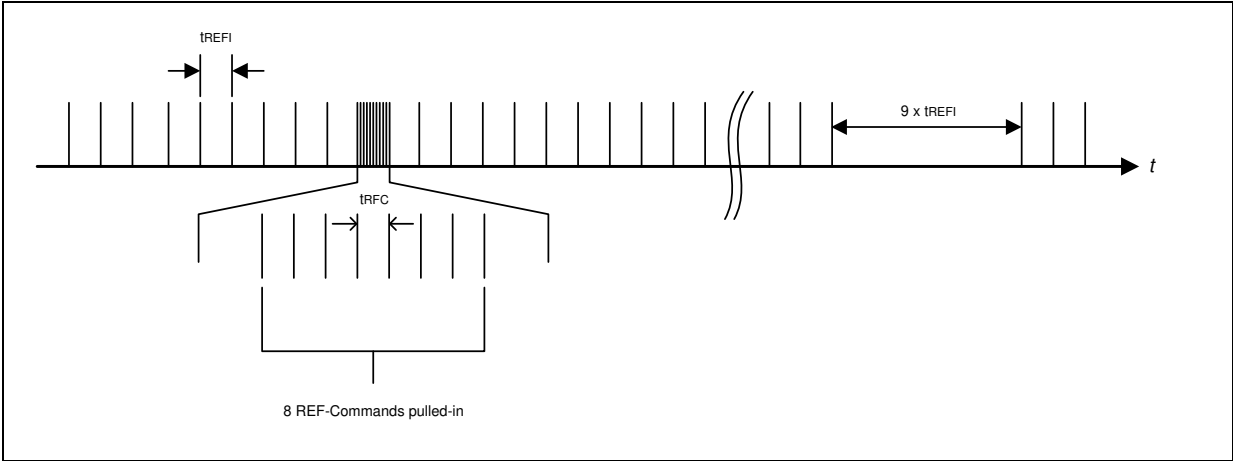 tREFI
9 x tREFI
t
tRFC
8 REF-Commands pulled-in